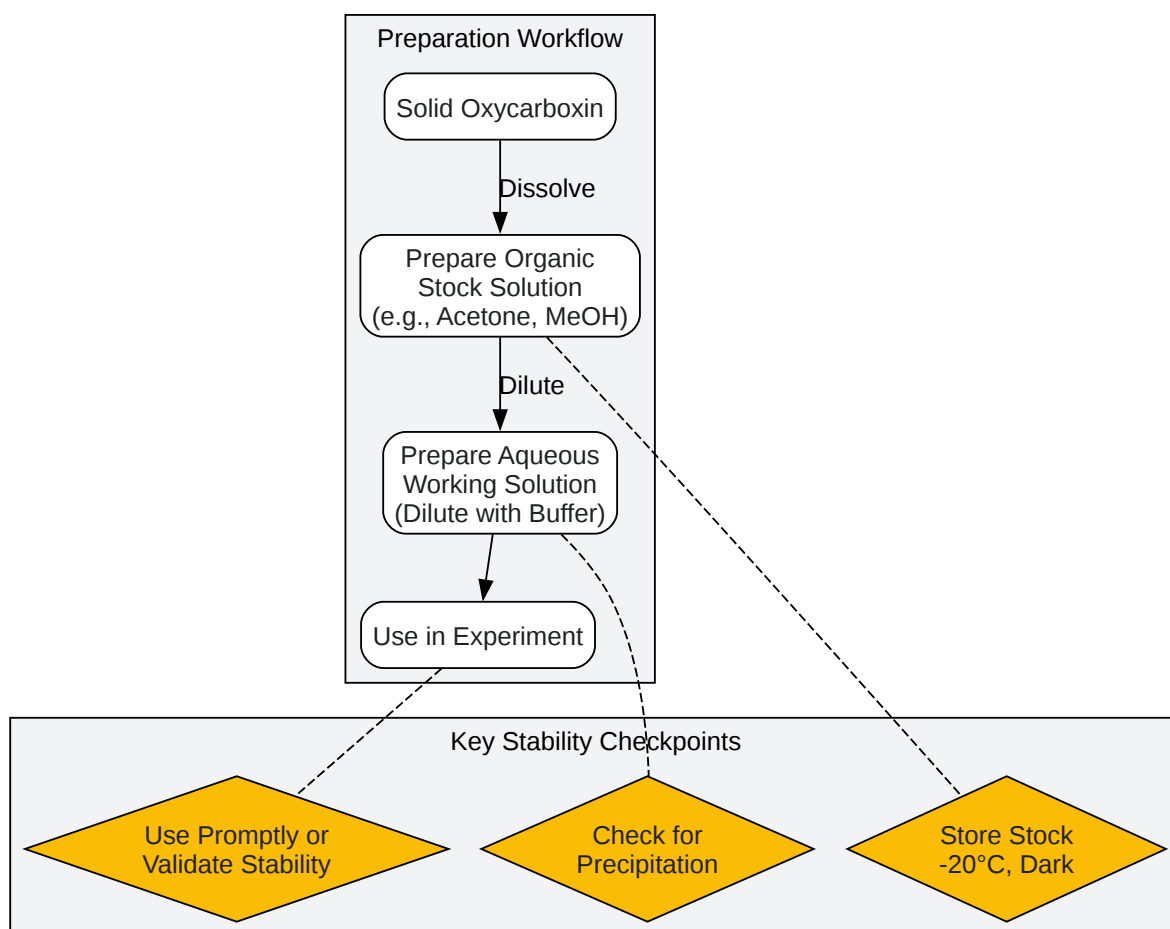 Preparation Workflow
Solid Oxycarboxin
Dissolve
Prepare Organic
Stock Solution
(e.g., Acetone, MeOH)
Dilute
Prepare Aqueous
Working Solution
(Dilute with Buffer)
Use in Experiment
Key Stability Checkpoints
Use Promptly or
Validate Stability
Check for
Precipitation
Store Stock
-20°C, Dark